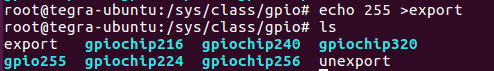 root@tegra-ubuntu:/sys/class/gpio# echo 255 >export
root@tegra-ubuntu:/sys/class/gpio# ls
export gpiochip216 gpiochip240 gpiochip320
gpio255 gpiochip224 gpiochip256 unexport